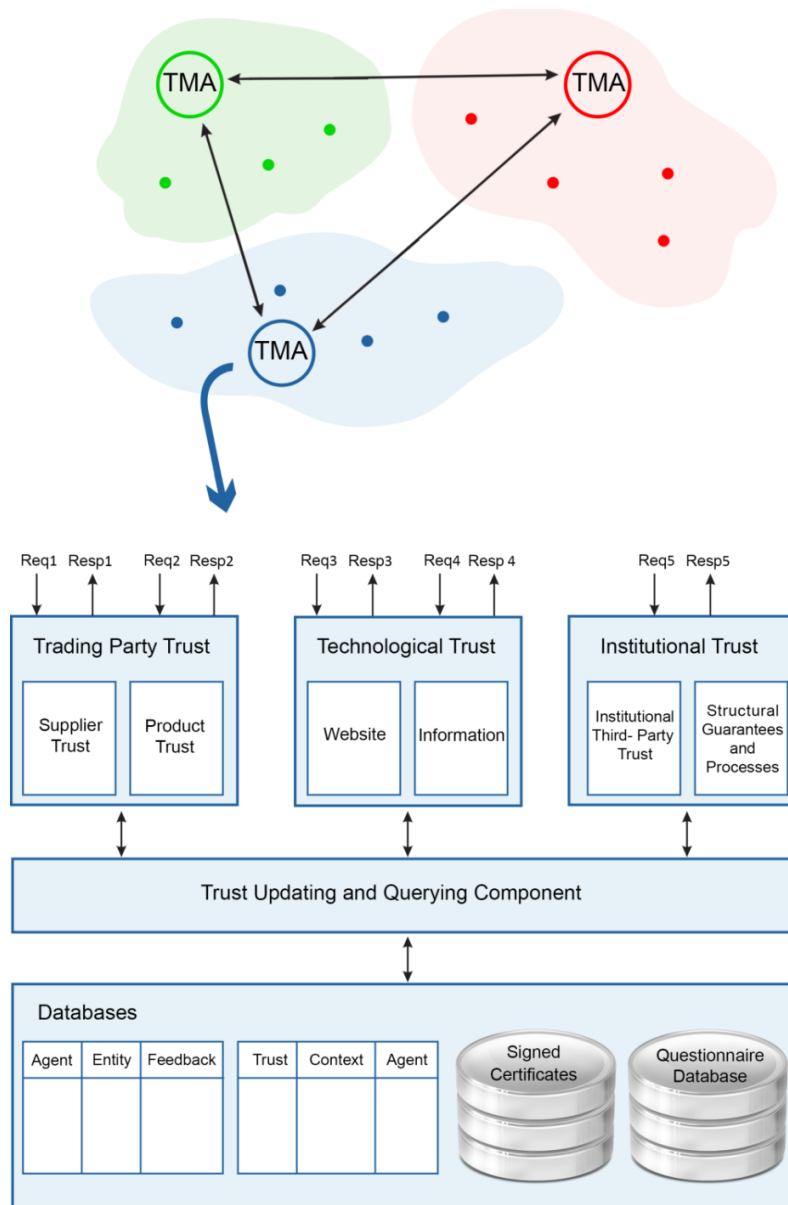 TMA
TMA
TMA
Req1
Resp1
Req2
Resp2
Req3
Resp3
Req4
Resp 4
Req5
Resp5
Trading Party Trust
Supplier
Trust
Product
Trust
Technological Trust
Website
Information
Institutional Trust
Institutional
Third- Party
Trust
Structural
Guarantees
and
Processes
Trust Updating and Querying Component
Databases
Agent
Entity
Feedback
Trust
Context
Agent
Signed
Certificates
Questionnaire
Database